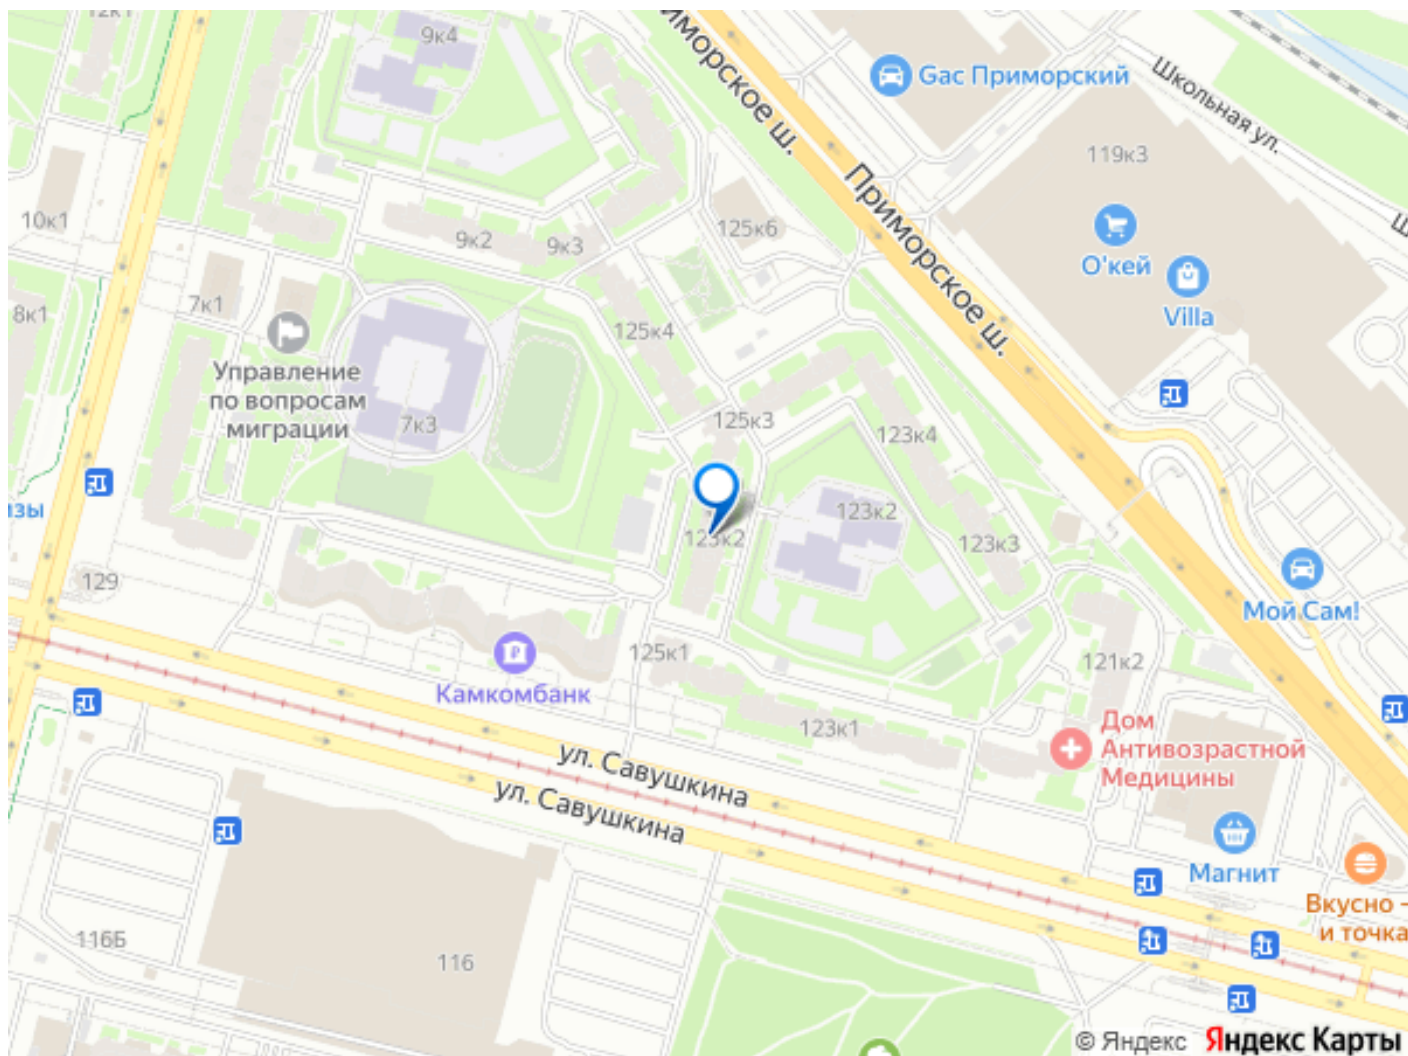 12к1
9к4
Приморское ш.
Gac Приморский
Школьная ул.
119к3
Приморское ш.
10к1
9к2
9к3
125к6
О'кей
Villa
8к1
7к1
125к4
Управление
по вопросам
миграции
7к3
125к3
123к4
123к2
123к2
123к3
129
Мой Сам!
125к1
121к2
Камкомбанк
123к1
Дом
Антивозрастной
Медицины
ул. Савушкина
ул. Савушкина
Магнит
Вкусно -
и точка
116Б
116
© Яндекс Яндекс Карты